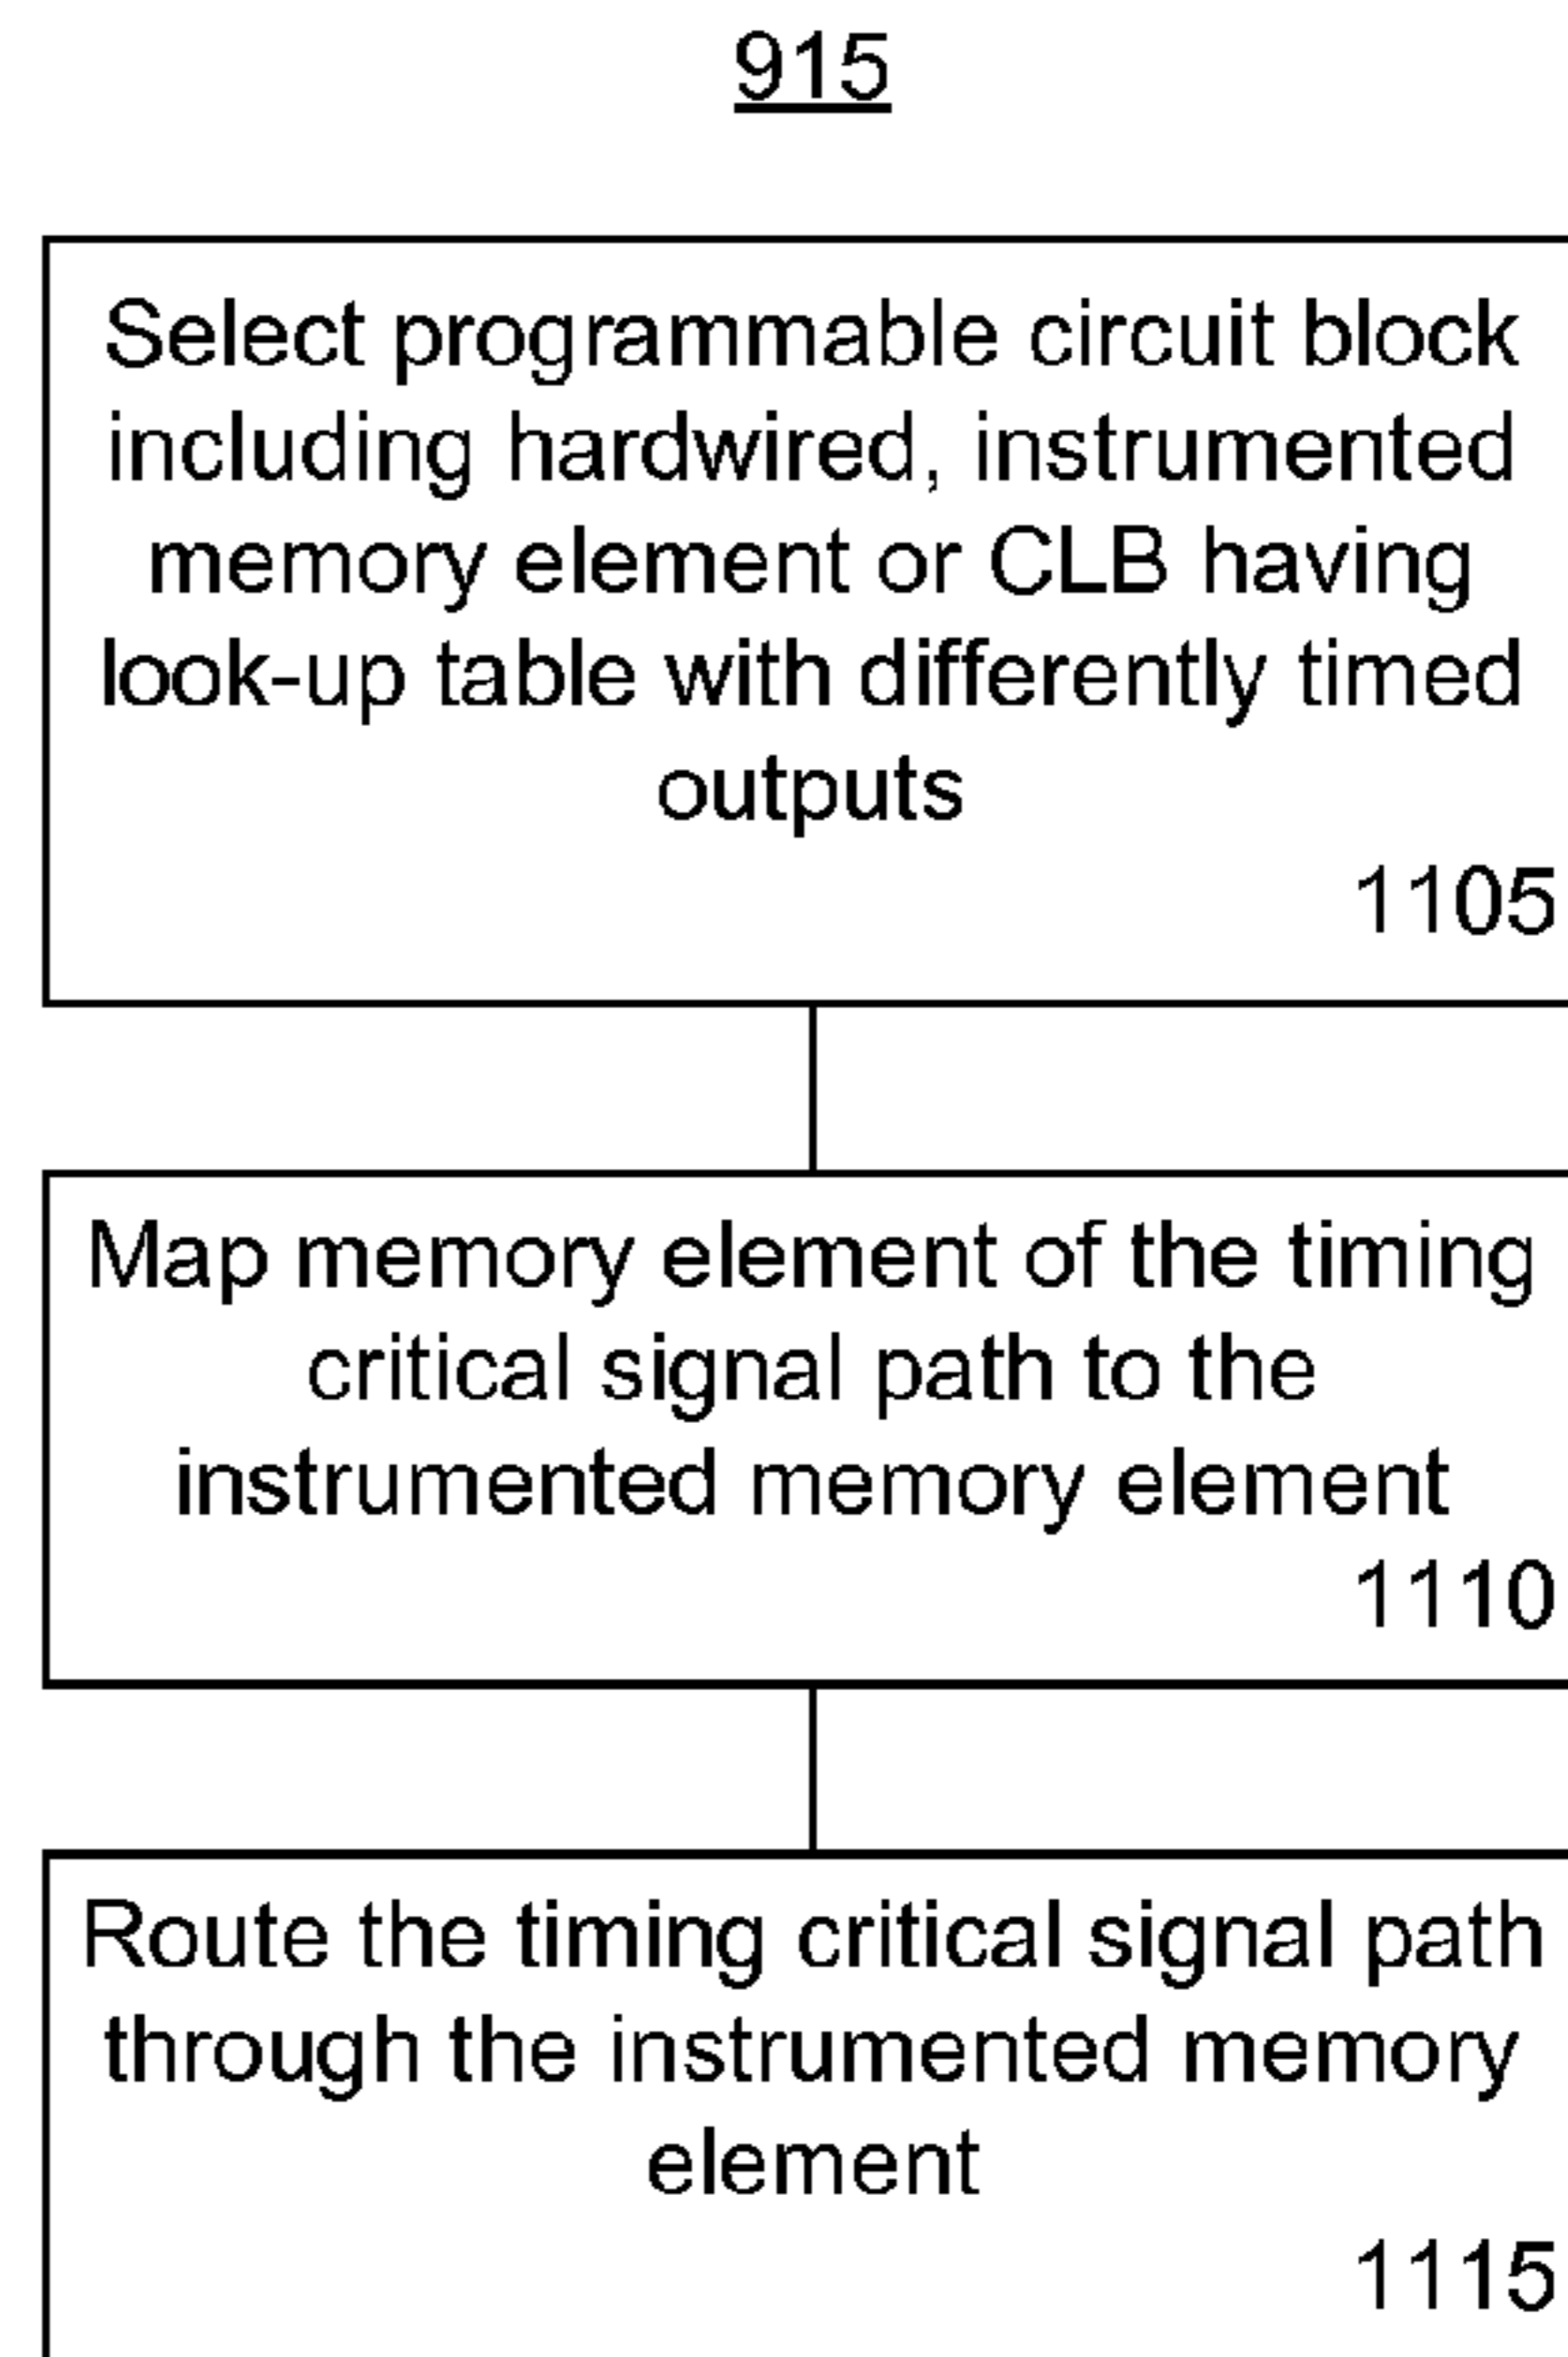 915
Select programmable circuit block
including hardwired, instrumented
memory element or CLB having
look-up table with differently timed
outputs
1105
Map memory element of the timing
critical signal path to the
instrumented memory element
1110
Route the timing critical signal path
through the instrumented memory
element
1115